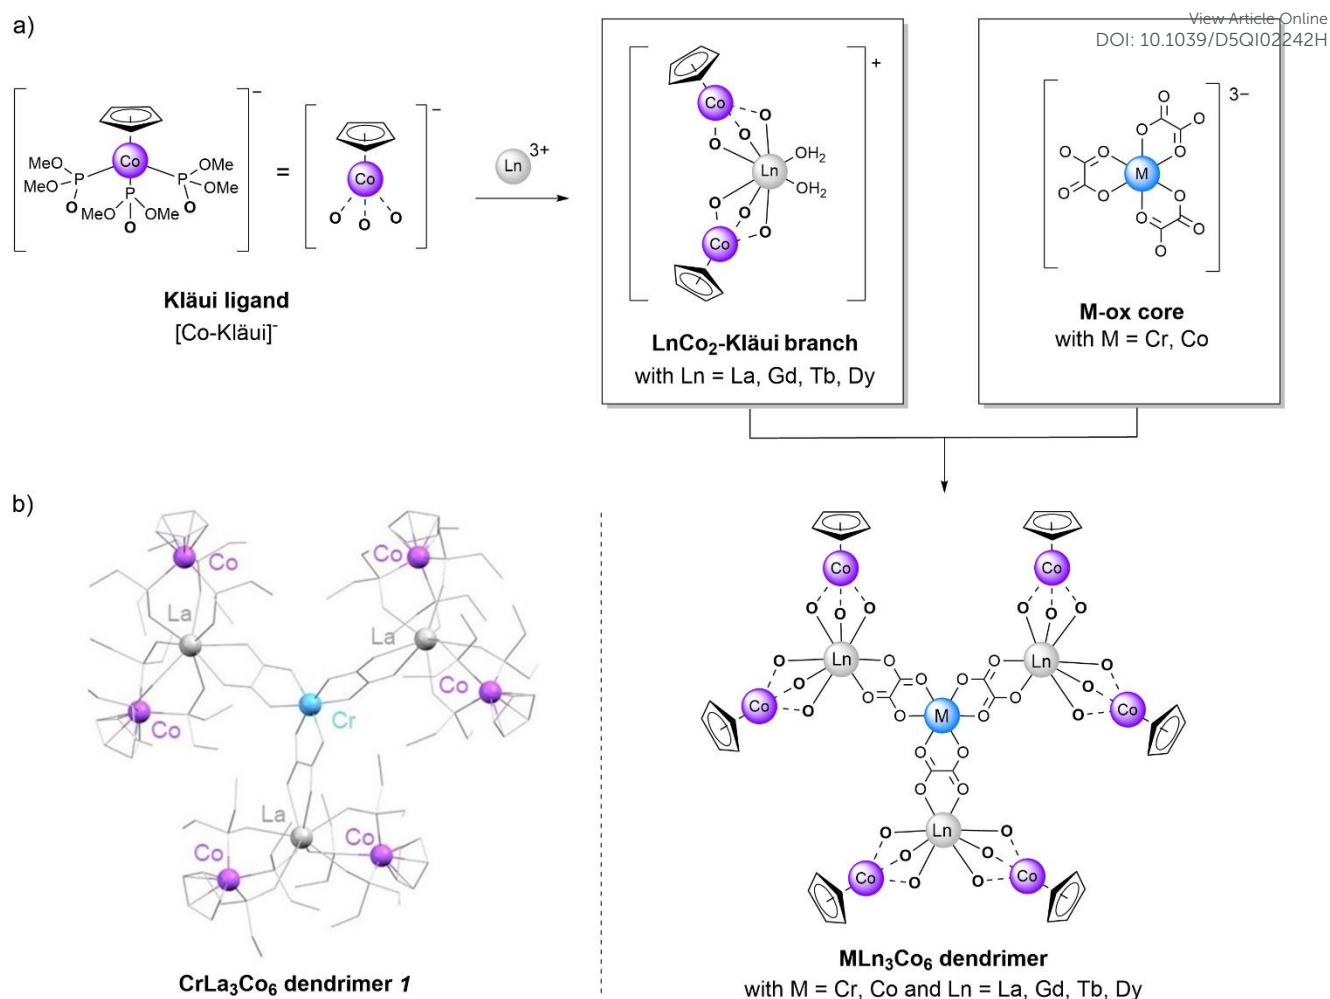 View Article Online
DOI: 10.1039/D5QI02242H
a)
−
Co
MeO
MeO
P
O
MeO
P
OMe
O
P
OMe
OMe
O
=
−
Co
O
O
O
Ln
3+
+
Co
O
O
O
Ln
OH2
OH2
O
O
O
Co
3−
O
O
O
O
O
O
O
O
M
O
O
O
O
Kläui ligand
[Co-Kläui]-
LnCo2-Kläui branch
with Ln = La, Gd, Tb, Dy
M-ox core
with M = Cr, Co
b)
Co
Co
La
La
Co
Co
Cr
La
Co
Co
CrLa3Co6 dendrimer 1
Co
Co
O
O
O
O
O
O
Ln
Ln
O
O
O
O
O
O
Co
Co
O
O
O
O
O
O
O
O
M
O
O
O
O
Ln
O
O
O
O
O
O
Co
Co
MLn3Co6 dendrimer
with M = Cr, Co and Ln = La, Gd, Tb, Dy